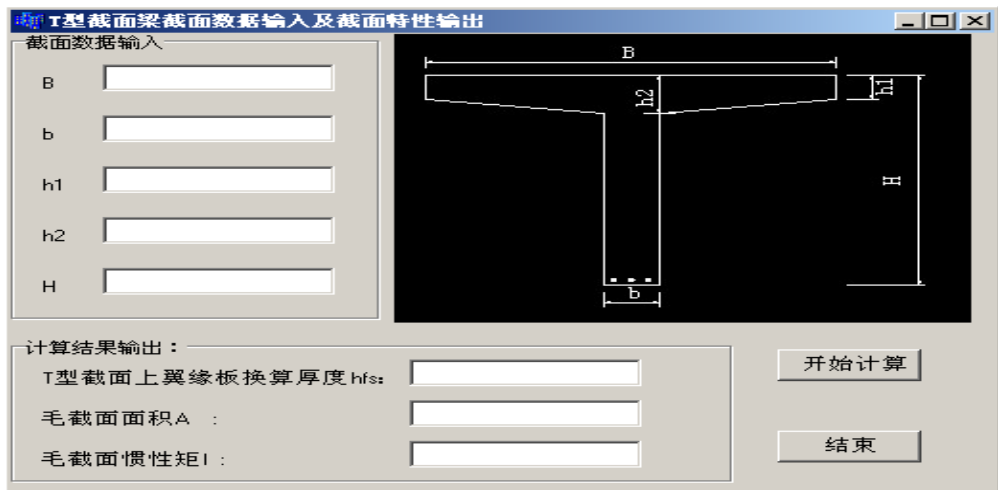 T型截面梁截面数据输入及截面特性输出
截面数据输入
B
b
h1
h2
H
B
h2
h1
H
b
计算结果输出：
T型截面上翼缘板换算厚度hfs:
毛截面面积A :
毛截面惯性矩I :
开始计算
结束